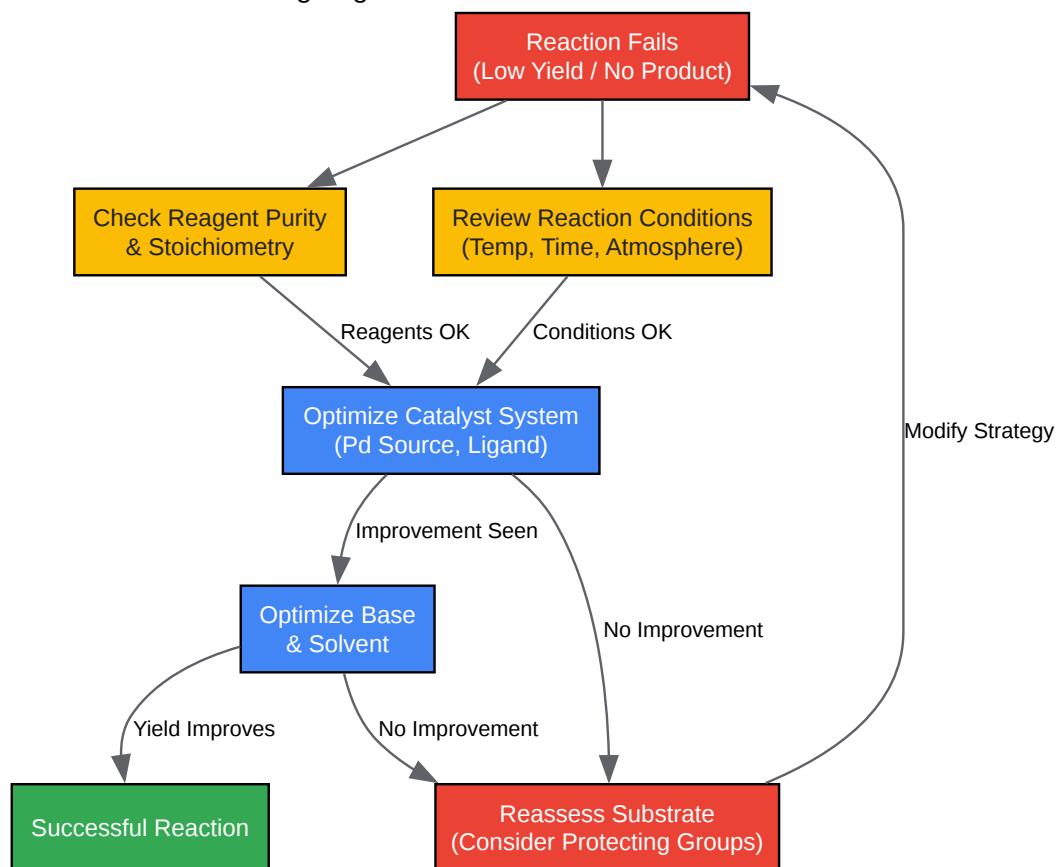 Reaction Fails
(Low Yield / No Product)
Check Reagent Purity
& Stoichiometry
Review Reaction Conditions
(Temp, Time, Atmosphere)
Reagents OK
Conditions OK
Optimize Catalyst System
(Pd Source, Ligand)
Modify Strategy
Improvement Seen
Optimize Base
& Solvent
No Improvement
Yield Improves
No Improvement
Successful Reaction
Reassess Substrate
(Consider Protecting Groups)